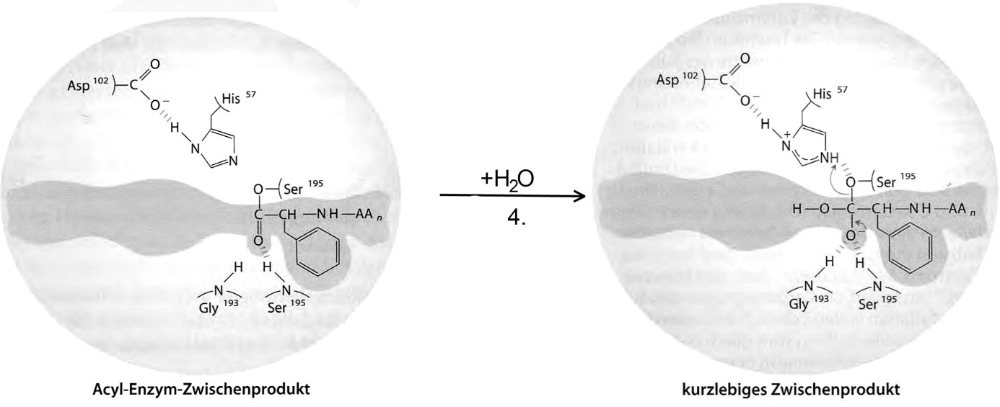 O
Asp 102 C
O−
His 57
H
N
N
O Ser 195
C CH NH AA n
O
H H
N N
Gly 193 Ser 195
Acyl-Enzym-Zwischenprodukt
+H2O
4.
O
Asp 102 C
O−
His 57
H
+
N
NH
O Ser 195
H O C CH NH AA n
O−
H H
N N
Gly 193 Ser 195
kurzlebiges Zwischenprodukt